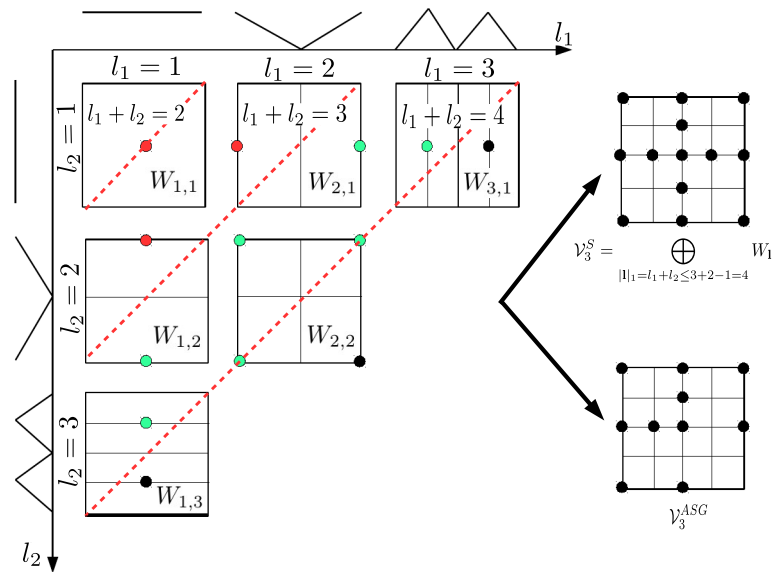 l₁
l₁ = 1
l₁ = 2
l₁ = 3
l₂ = 1
l₁ + l₂ = 2
l₁ + l₂ = 3
l₁ + l₂ = 4
W₁,₁
W₂,₁
W₃,₁
l₂ = 2
W₁,₂
W₂,₂
l₂ = 3
W₁,₃
l₂
𝒱₃ˢ = ⊕ W₁
|l|₁=l₁+l₂≤3+2−1=4
𝒱₃ᴬˢᴳ